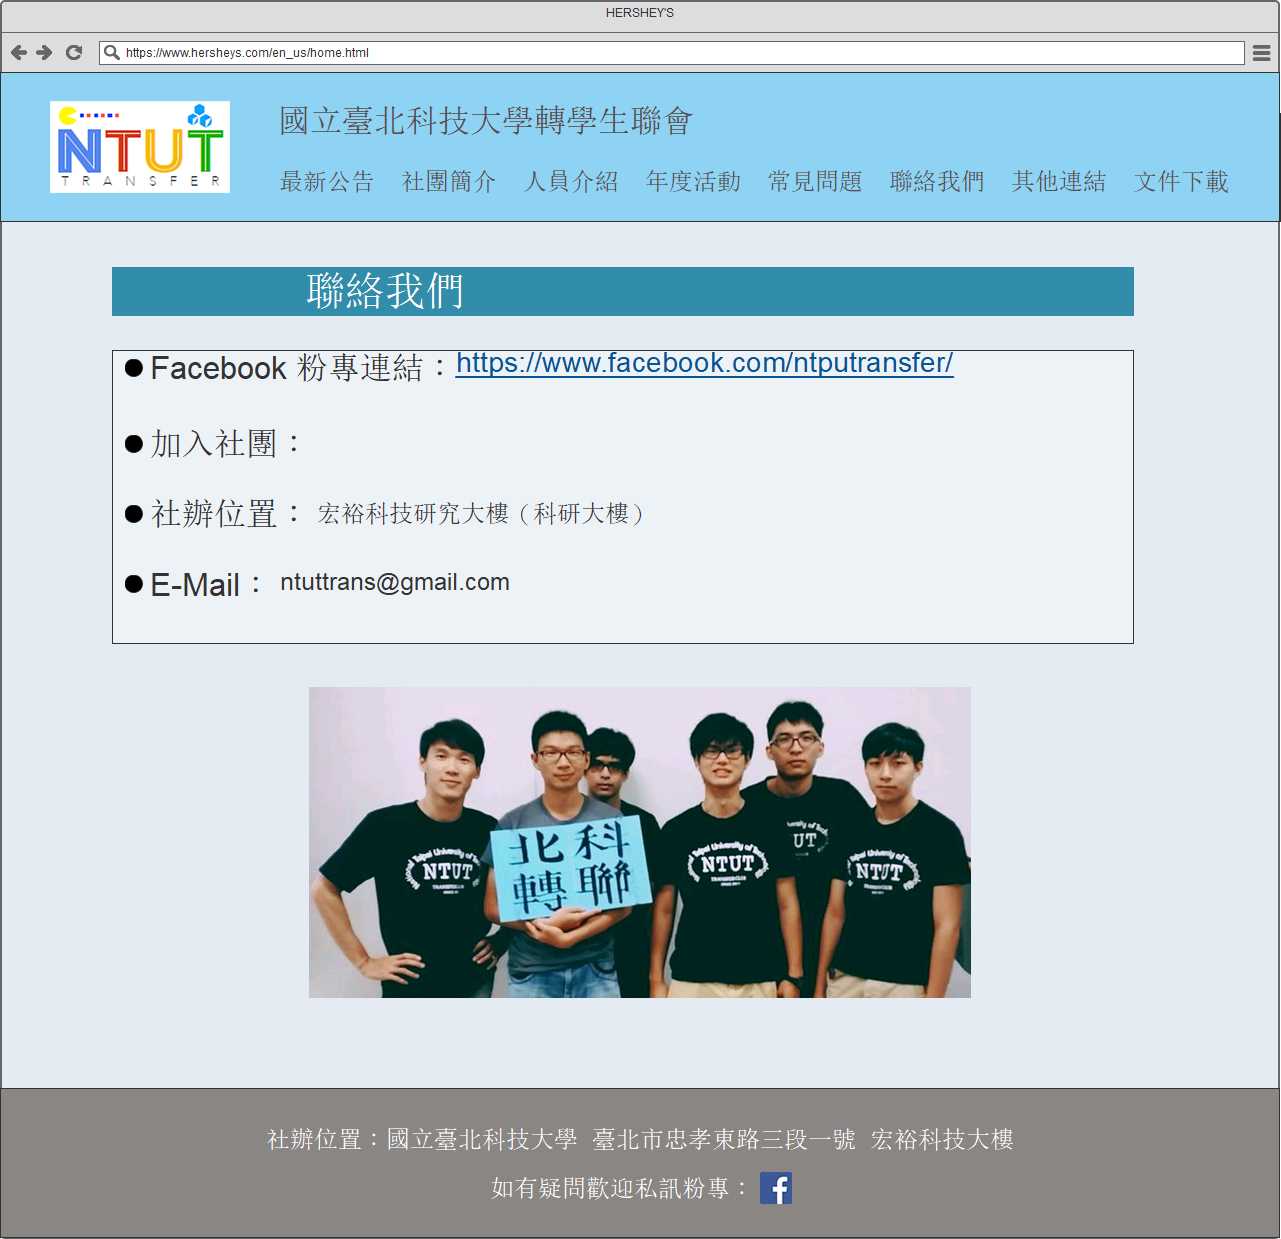 HERSHEY'S
https://www.hersheys.com/en_us/home.html
NTUT
TRANSFER
國立臺北科技大學轉學生聯會
最新公告 社團簡介 人員介紹 年度活動 常見問題 聯絡我們 其他連結 文件下載
聯絡我們
Facebook 粉專連結：https://www.facebook.com/ntputransfer/
加入社團：
社辦位置： 宏裕科技研究大樓（科研大樓）
E-Mail： ntuttrans@gmail.com
北科
轉聯
NTUT
NTUT
UT
NTUT
社辦位置：國立臺北科技大學 臺北市忠孝東路三段一號 宏裕科技大樓
如有疑問歡迎私訊粉專：